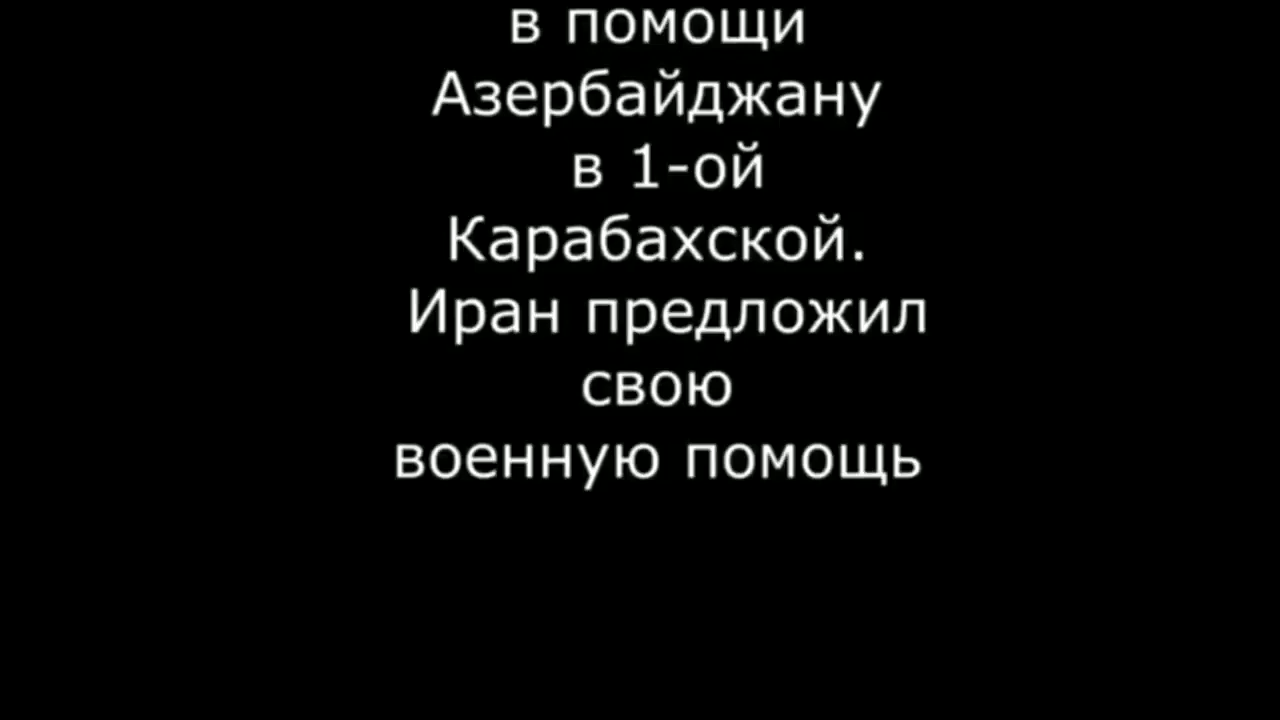 в помощи
Азербайджану
в 1-ой
Карабахской.
Иран предложил
свою
военную помощь